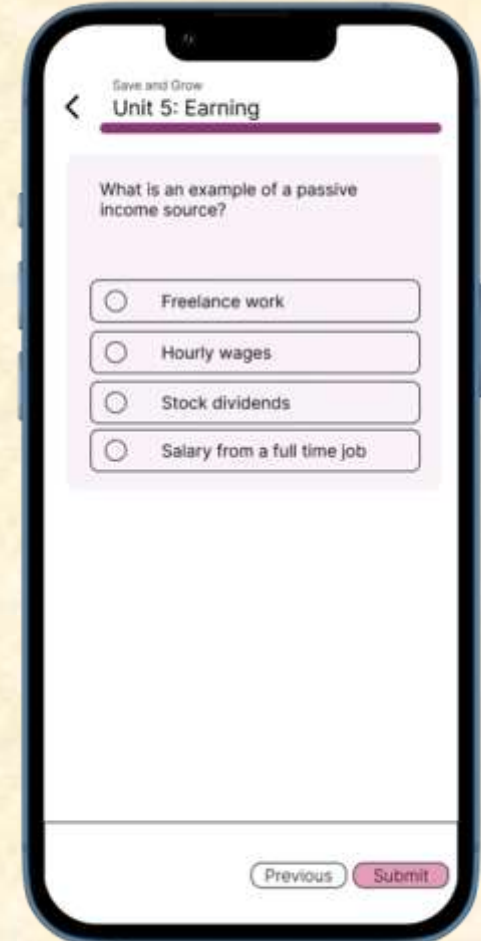 Save and Grow
Unit 5: Earning
What is an example of a passive
income source?
Freelance work
Hourly wages
Stock dividends
Salary from a full time job
Previous
Submit